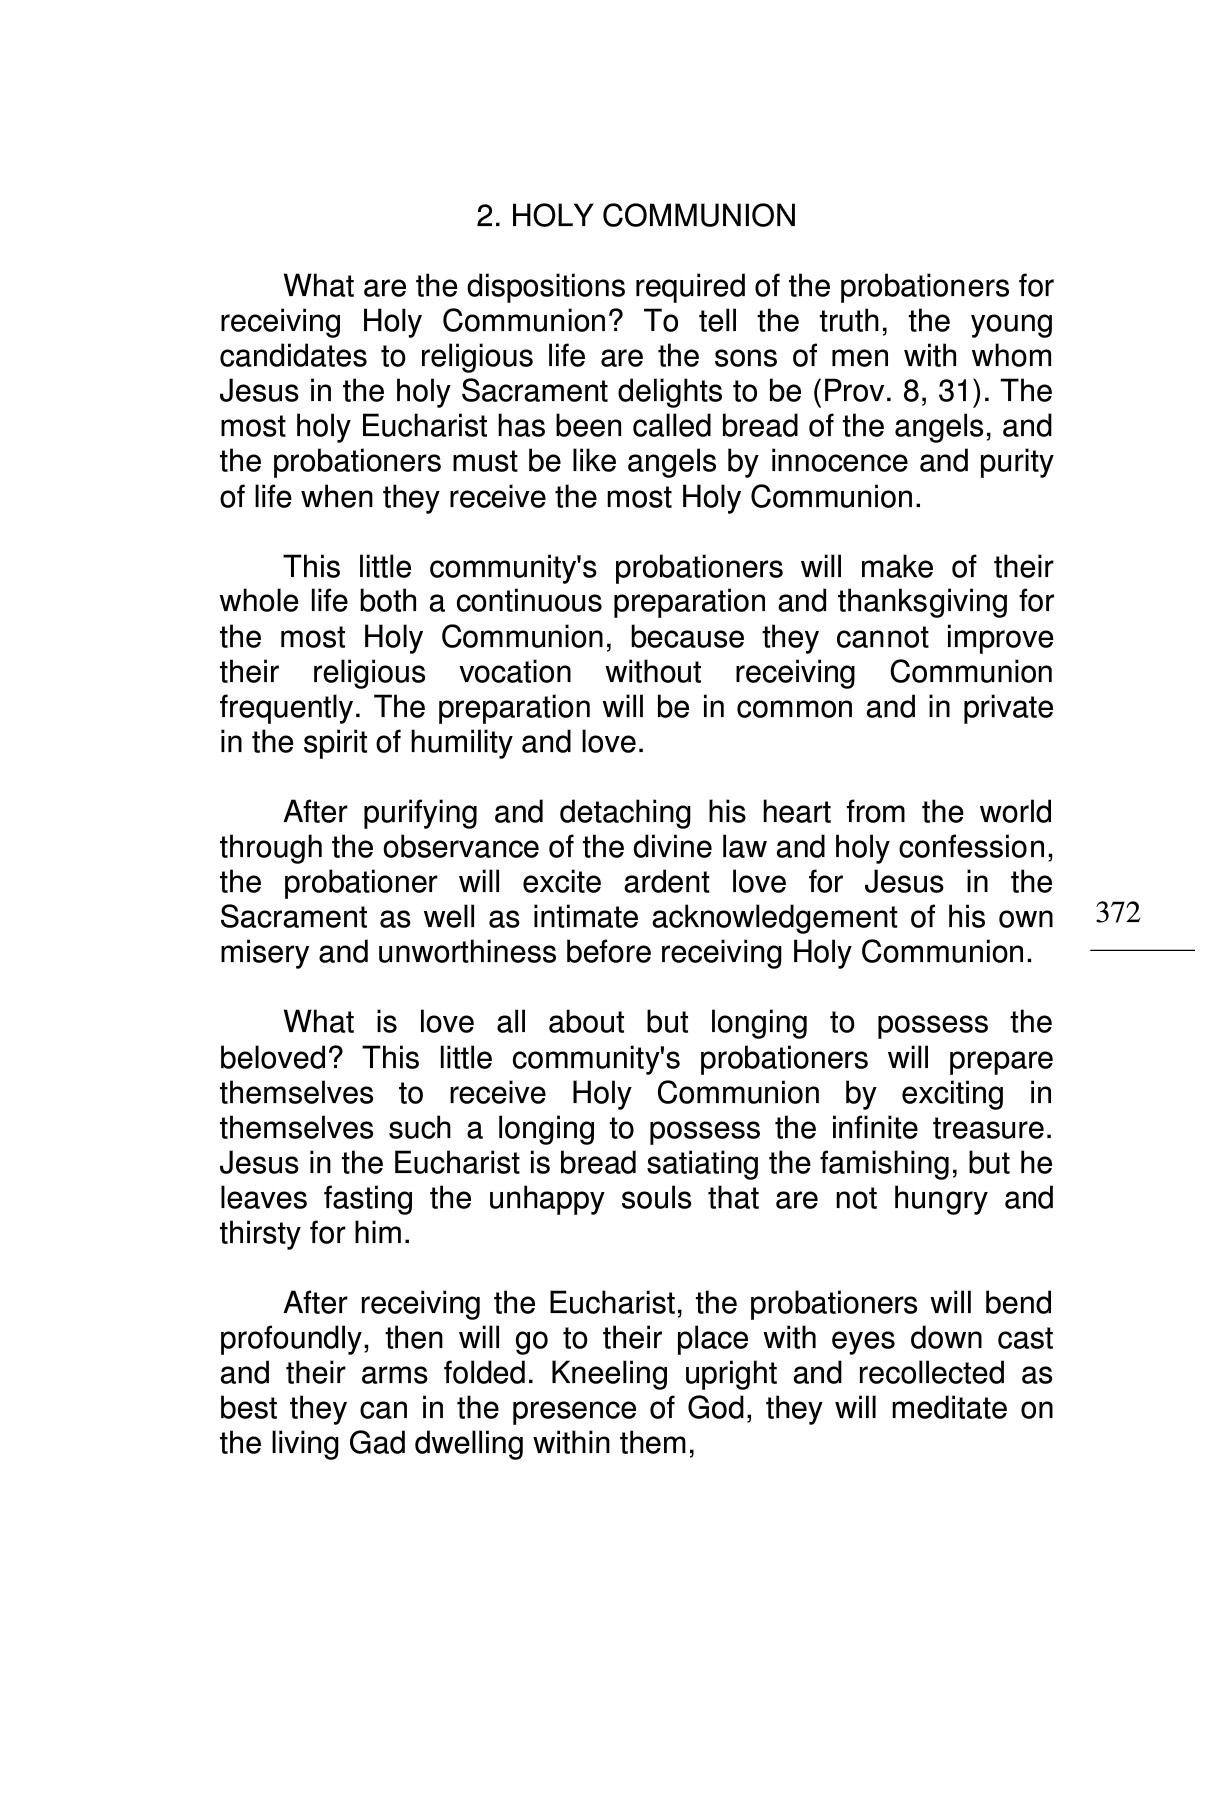 2. HOLY COMMUNION
What are the dispositions required of the probationers for
receiving Holy Communion? To tell the truth, the young
candidates to religious life are the sons of men with whom
Jesus in the holy Sacrament delights to be (Prov. 8, 31). The
most holy Eucharist has been called bread of the angels, and
the probationers must be like angels by innocence and purity
of life when they receive the most Holy Communion.
This little community's probationers will make of their
whole life both a continuous preparation and thanksgiving for
the most Holy Communion, because they cannot improve
their religious vocation without receiving Communion
frequently. The preparation will be in common and in private
in the spirit of humility and love.
After purifying and detaching his heart from the world
through the observance of the divine law and holy confession,
the probationer will excite ardent love for Jesus in the
Sacrament as well as intimate acknowledgement of his own
misery and unworthiness before receiving Holy Communion.
372
What is love all about but longing to possess the
beloved? This little community's probationers will prepare
themselves to receive Holy Communion by exciting in
themselves such a longing to possess the infinite treasure.
Jesus in the Eucharist is bread satiating the famishing, but he
leaves fasting the unhappy souls that are not hungry and
thirsty for him.
After receiving the Eucharist, the probationers will bend
profoundly, then will go to their place with eyes down cast
and their arms folded. Kneeling upright and recollected as
best they can in the presence of God, they will meditate on
the living Gad dwelling within them,